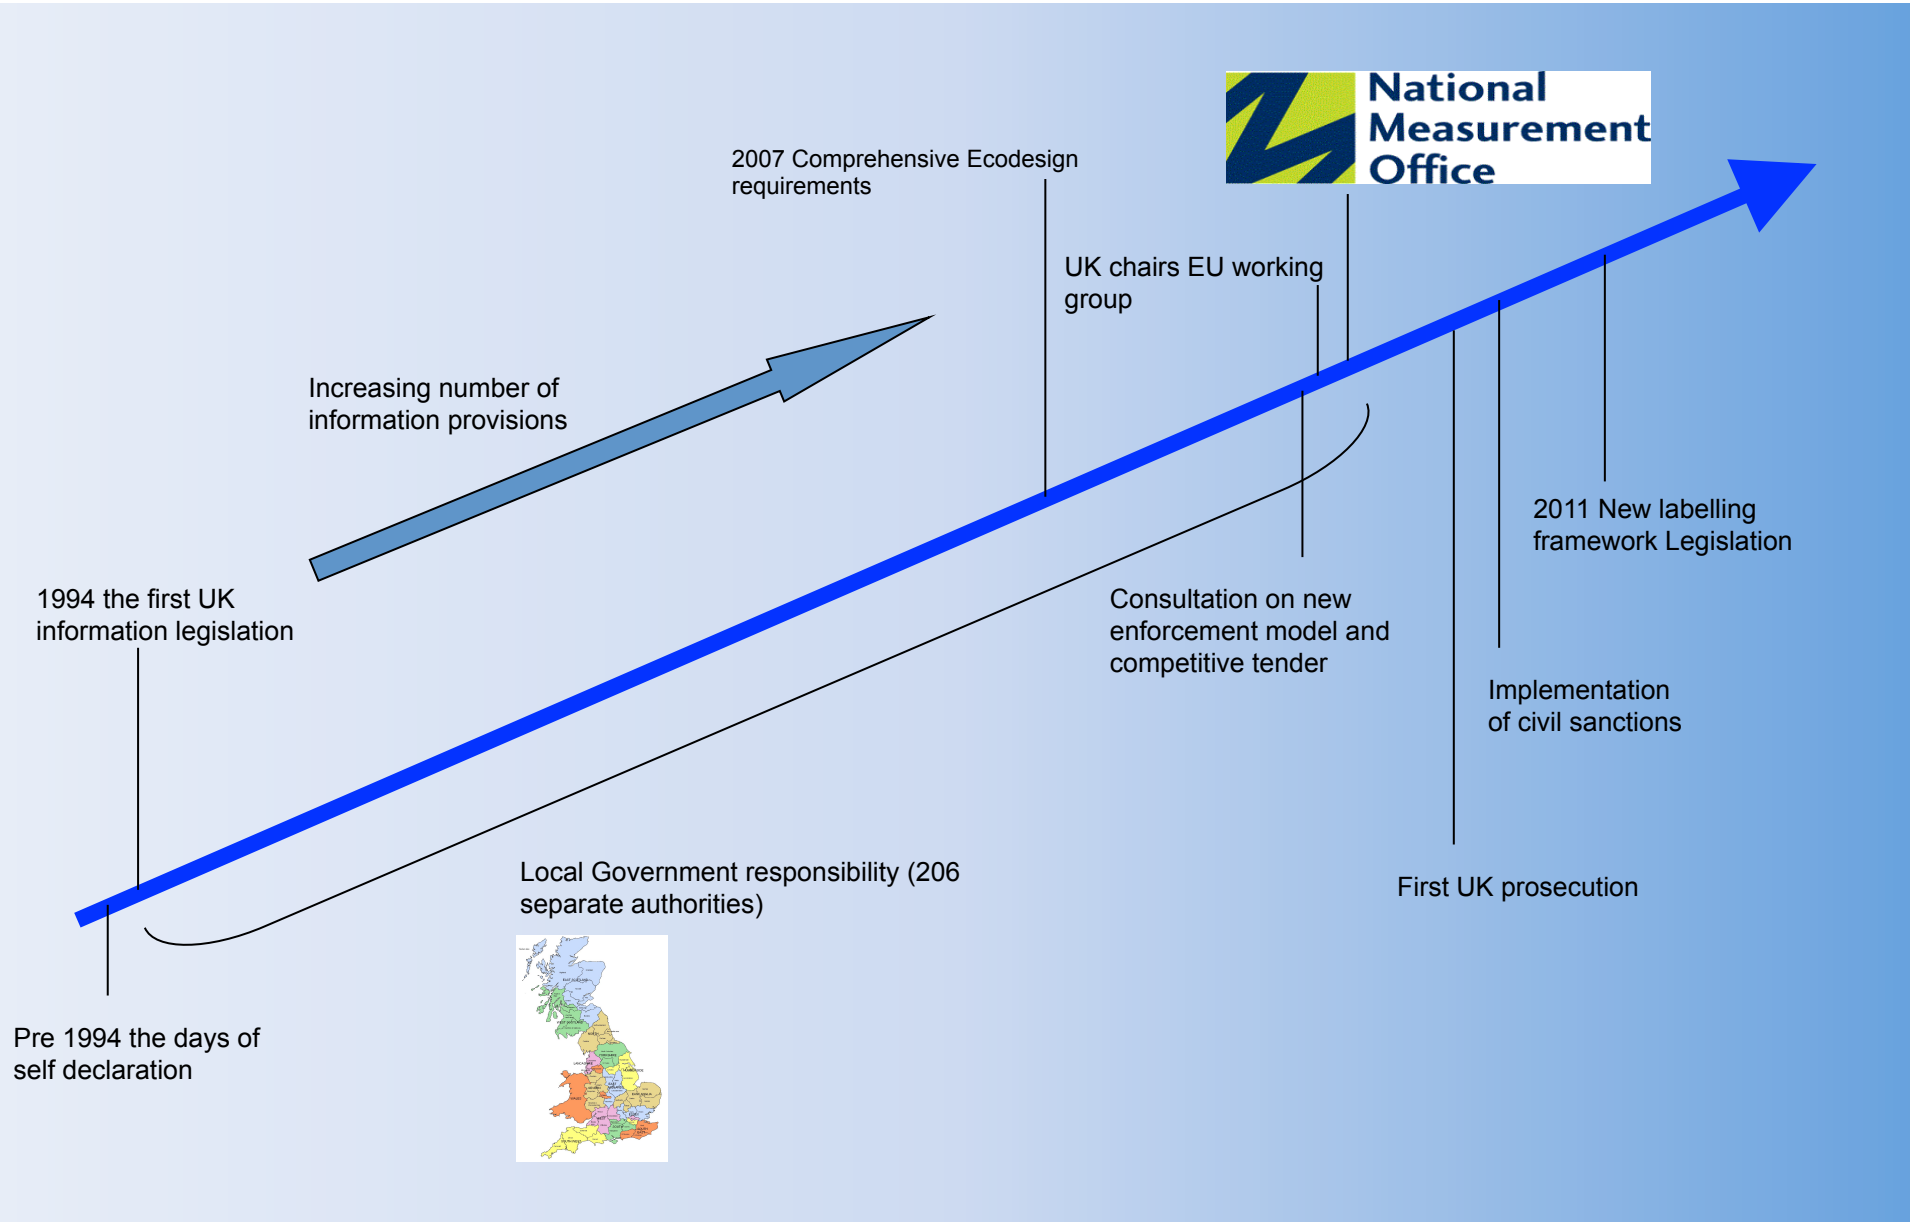 National
Measurement
Office
2007 Comprehensive Ecodesign
requirements
UK chairs EU working
group
Increasing number of
information provisions
2011 New labelling
framework Legislation
1994 the first UK
information legislation
Consultation on new
enforcement model and
competitive tender
Implementation
of civil sanctions
Local Government responsibility (206
separate authorities)
First UK prosecution
Pre 1994 the days of
self declaration